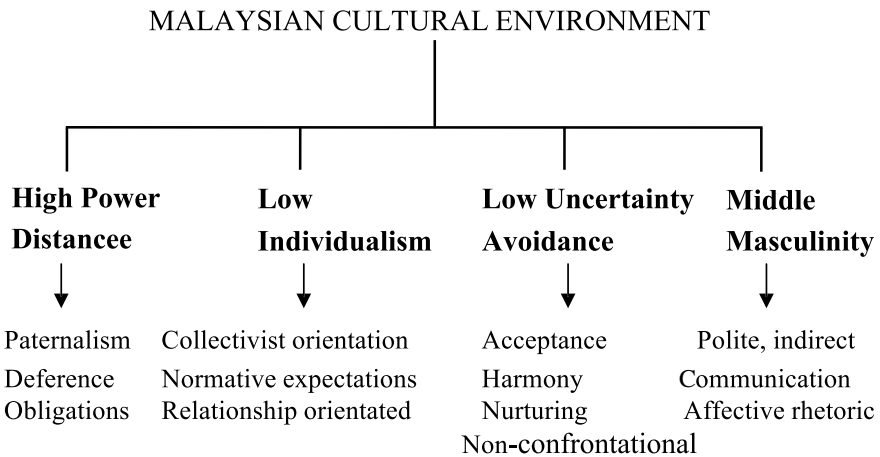 MALAYSIAN CULTURAL ENVIRONMENT
High Power
Distancee
Low
Individualism
Low Uncertainty
Avoidance
Middle
Masculinity
Paternalism
Deference
Obligations
Collectivist orientation
Normative expectations
Relationship orientated
Acceptance
Harmony
Nurturing
Non-confrontational
Polite, indirect
Communication
Affective rhetoric